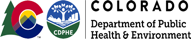 CDPHE
COLORADO
Department of Public
Health & Environment